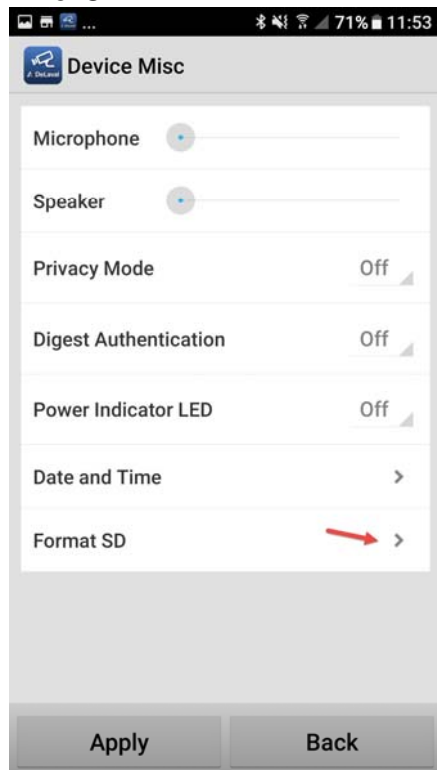 ... 71% 11:53
DeLaval Device Misc
Microphone
Speaker
Privacy Mode Off
Digest Authentication Off
Power Indicator LED Off
Date and Time >
Format SD >
Apply Back